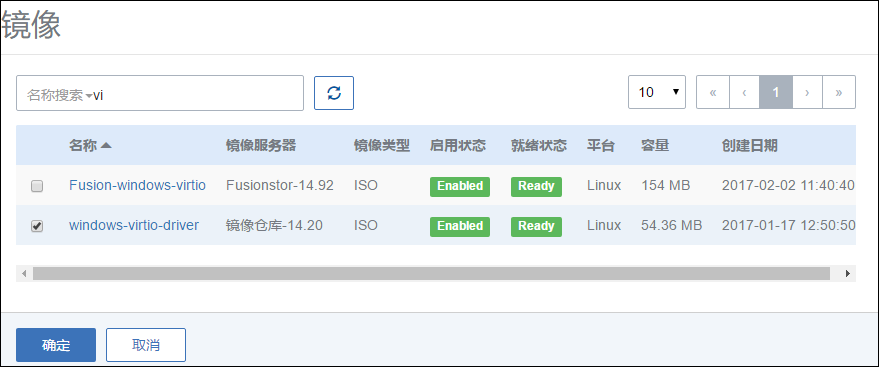 镜像
名称搜索 vi
10 « ‹ 1 › »
名称 镜像服务器 镜像类型 启用状态 就绪状态 平台 容量 创建日期
Fusion-windows-virtio Fusionstor-14.92 ISO Enabled Ready Linux 154 MB 2017-02-02 11:40:40
windows-virtio-driver 镜像仓库-14.20 ISO Enabled Ready Linux 54.36 MB 2017-01-17 12:50:50
确定 取消